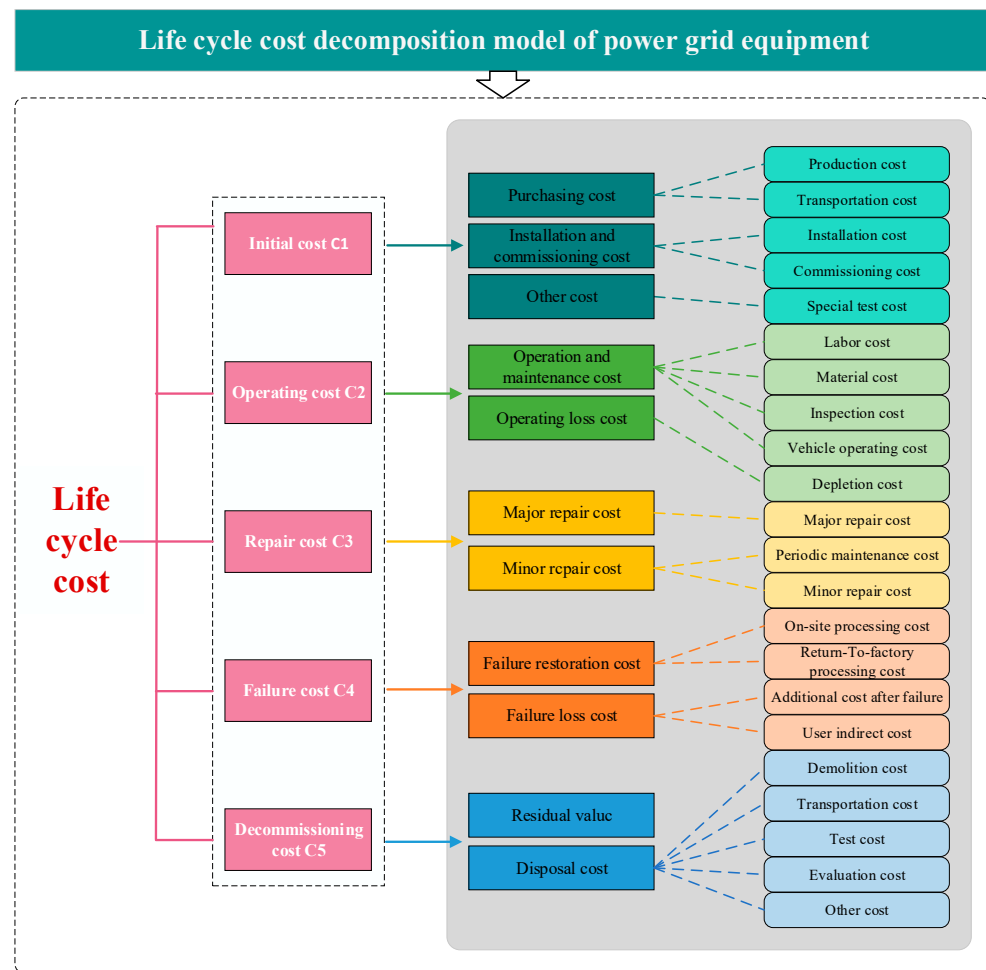 Life cycle cost decomposition model of power grid equipment
Life
cycle
cost
Initial cost C1
Operating cost C2
Repair cost C3
Failure cost C4
Decommissioning
cost C5
Purchasing cost
Installation and
commissioning cost
Other cost
Operation and
maintenance cost
Operating loss cost
Major repair cost
Minor repair cost
Failure restoration cost
Failure loss cost
Residual value
Disposal cost
Production cost
Transportation cost
Installation cost
Commissioning cost
Special test cost
Labor cost
Material cost
Inspection cost
Vehicle operating cost
Depletion cost
Major repair cost
Periodic maintenance cost
Minor repair cost
On-site processing cost
Return-To-factory
processing cost
Additional cost after failure
User indirect cost
Demolition cost
Transportation cost
Test cost
Evaluation cost
Other cost